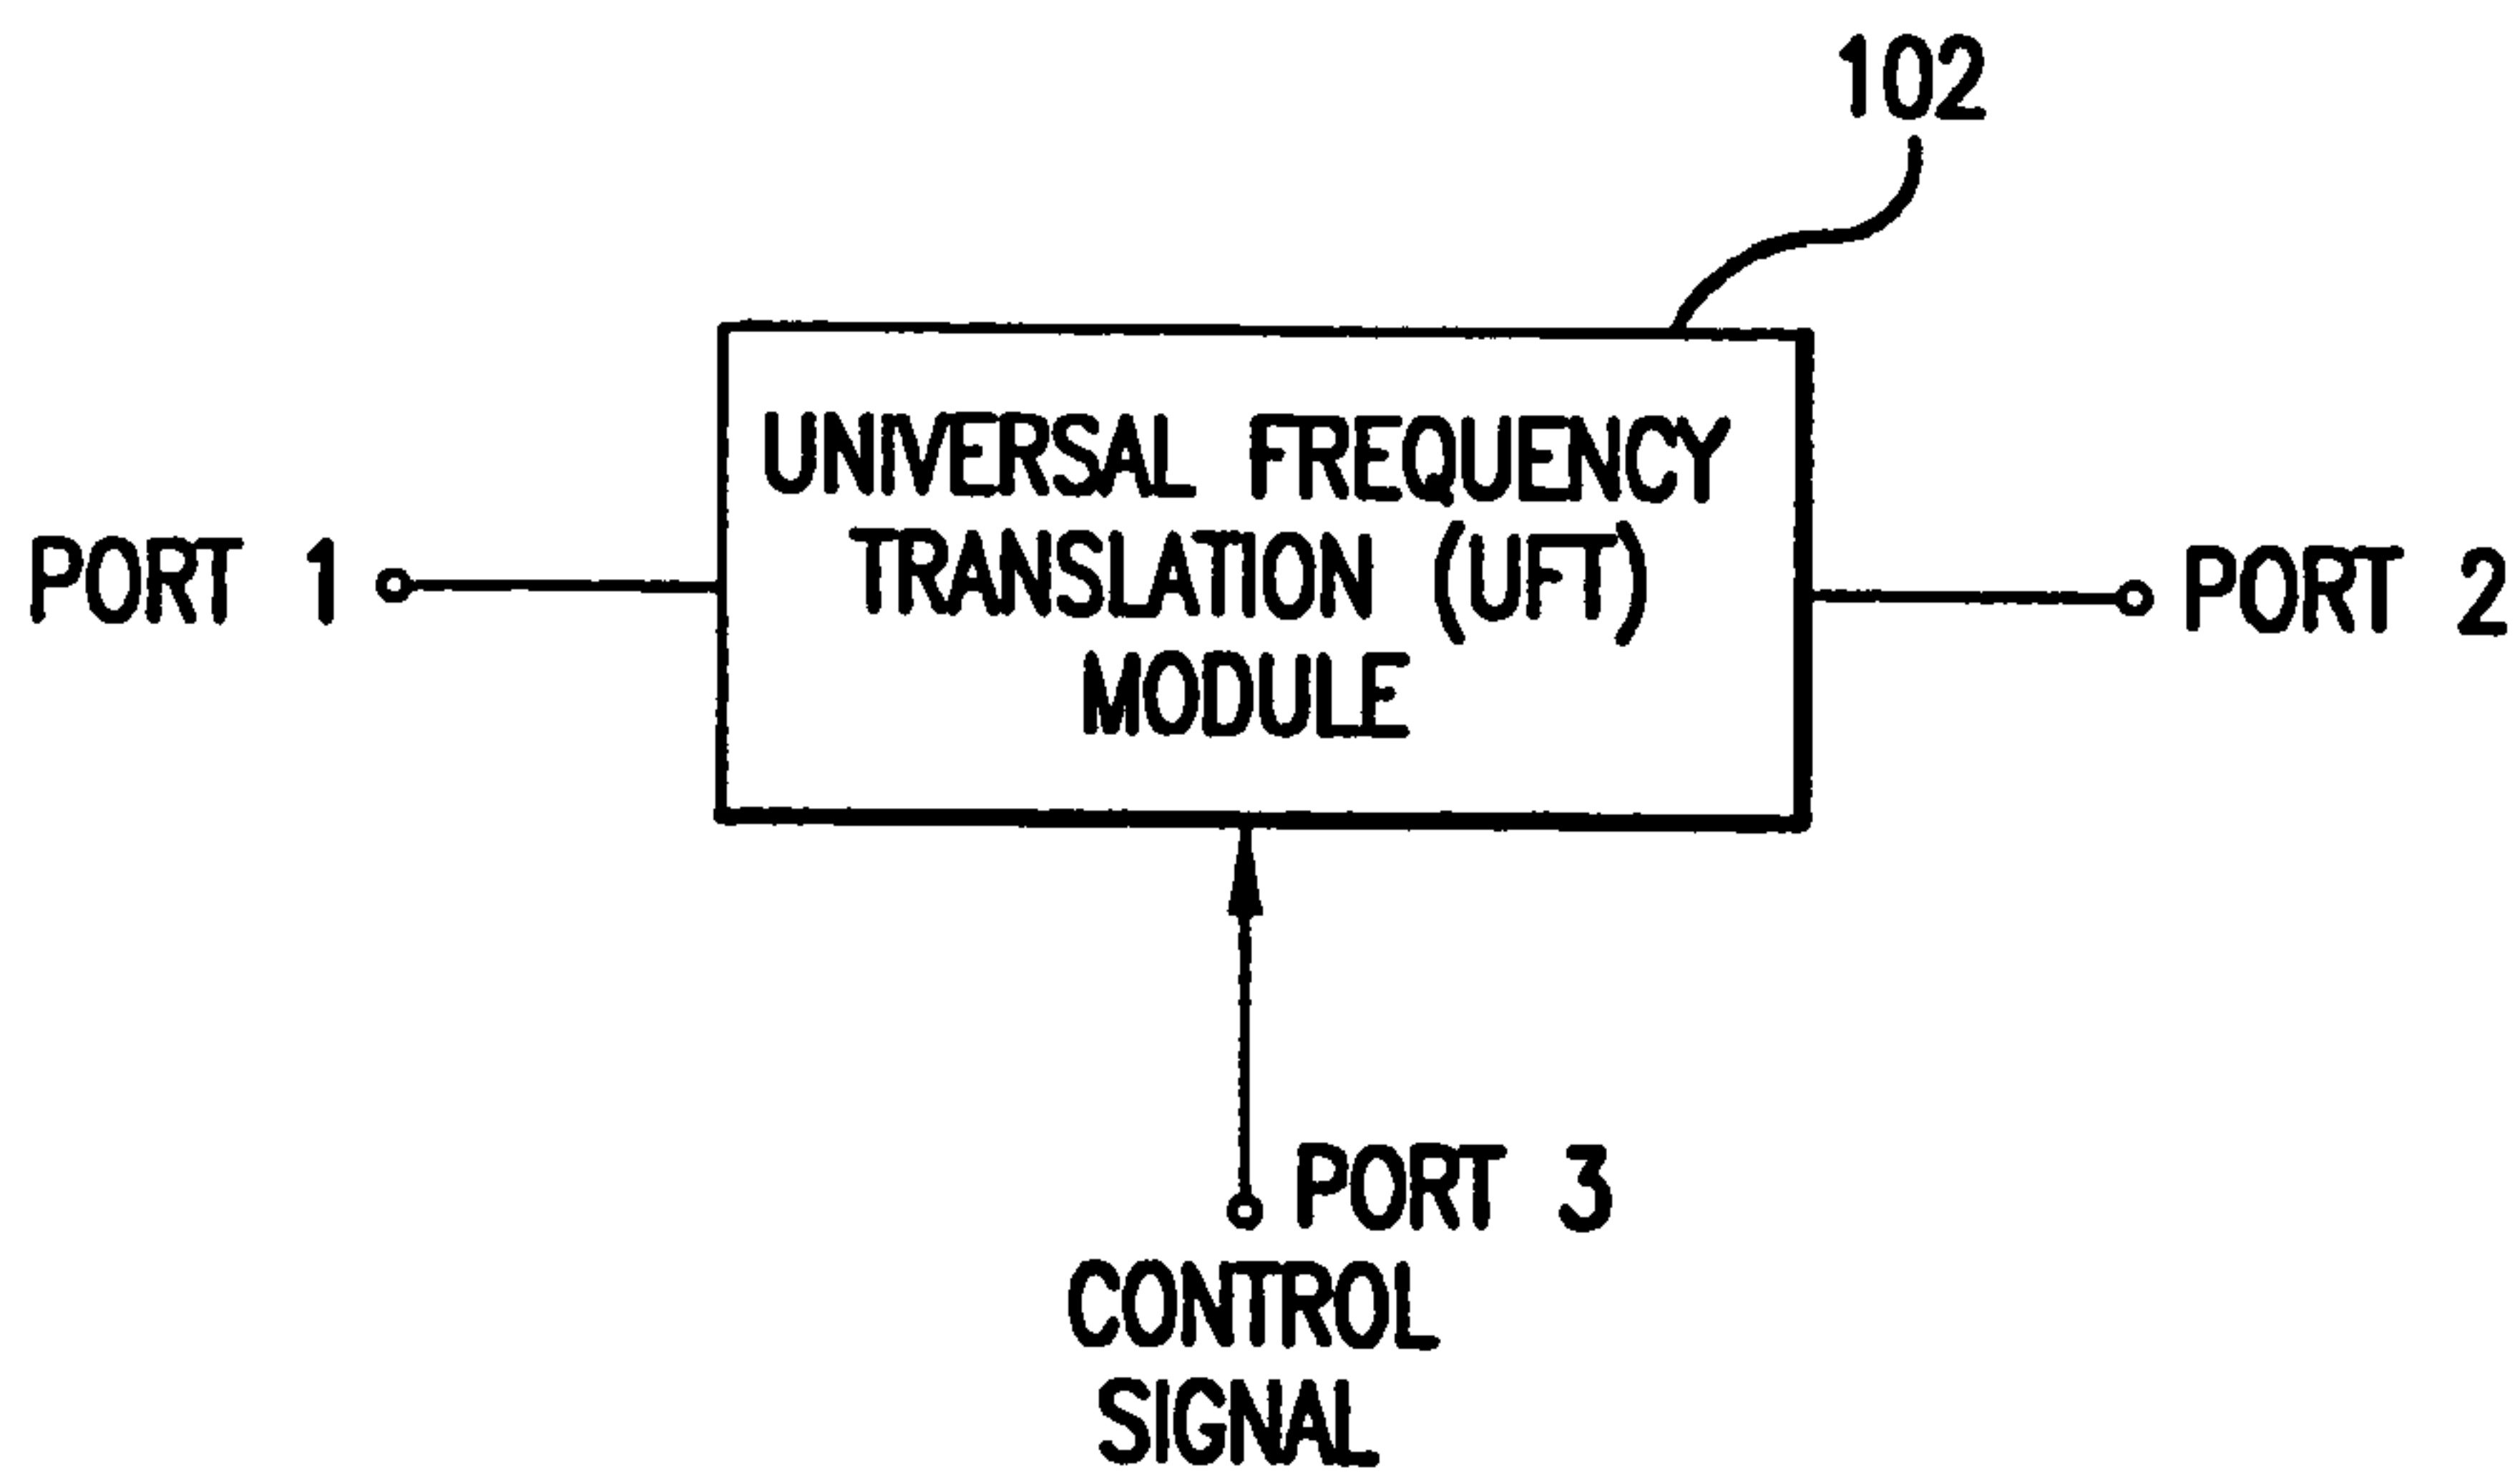 102
UNIVERSAL FREQUENCY
TRANSLATION (UFT)
MODULE
PORT 1
PORT 2
PORT 3
CONTROL
SIGNAL